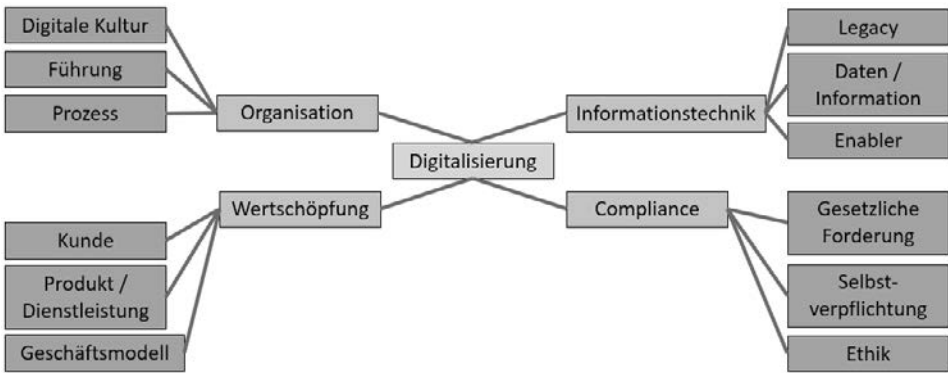 Digitale Kultur
Führung
Prozess
Organisation
Legacy
Daten /
Information
Enabler
Informationstechnik
Digitalisierung
Wertschöpfung
Kunde
Produkt /
Dienstleistung
Geschäftsmodell
Compliance
Gesetzliche
Forderung
Selbst-
verpflichtung
Ethik